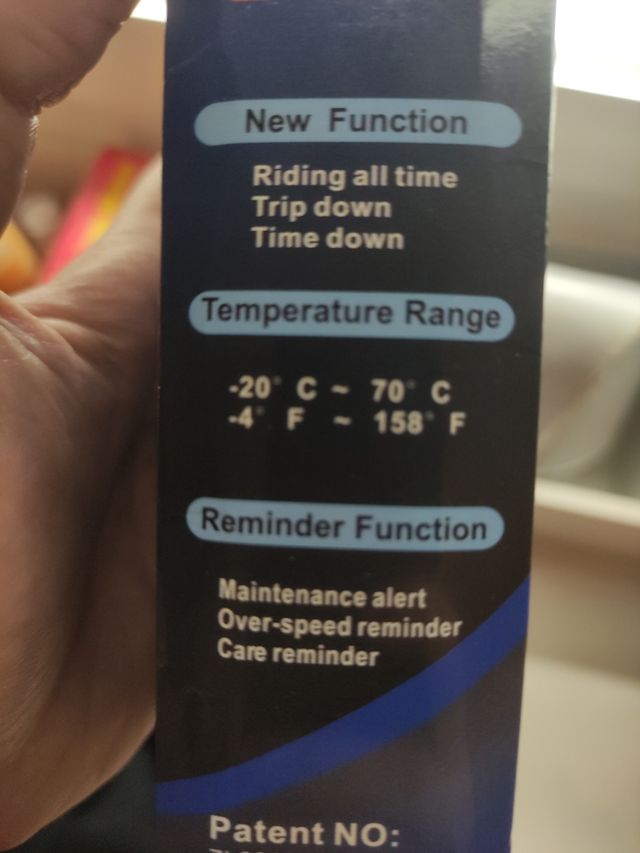 New Function
Riding all time
Trip down
Time down
Temperature Range
-20° C ~ 70° C
-4° F ~ 158° F
Reminder Function
Maintenance alert
Over-speed reminder
Care reminder
Patent NO: